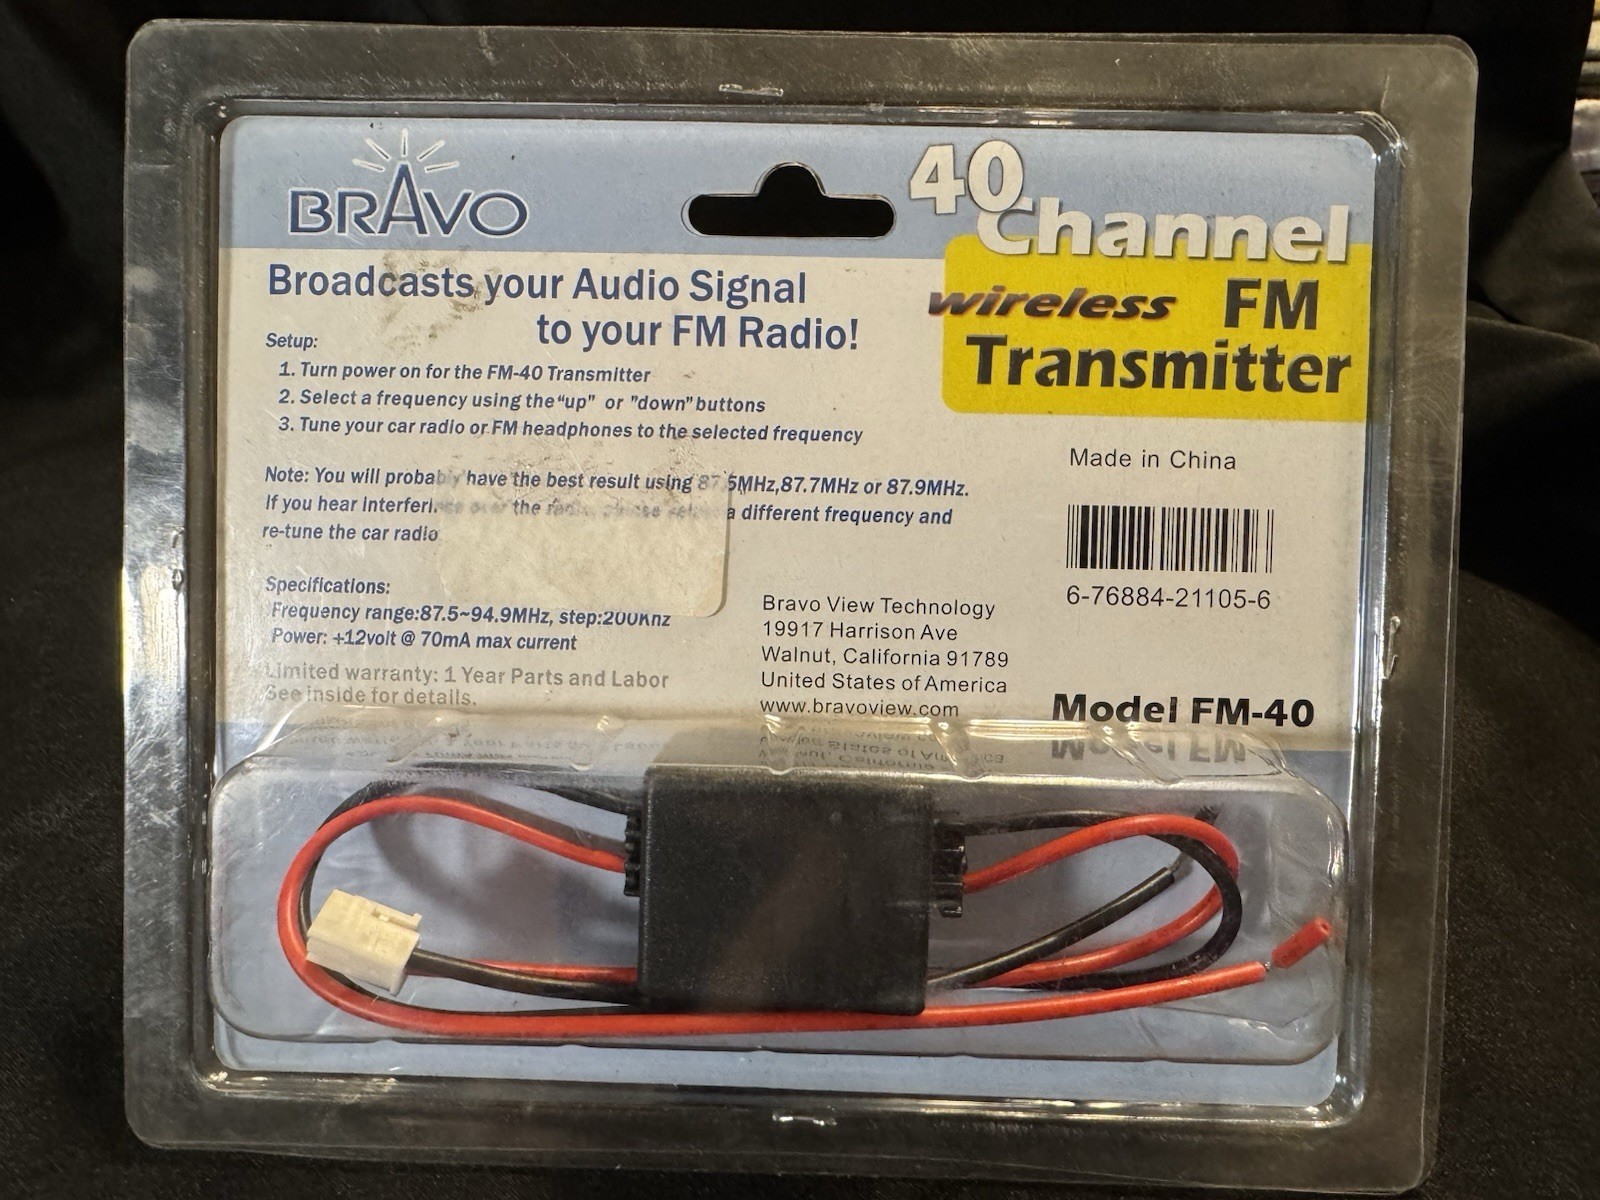 BRAVO
40 Channel
wireless FM
Transmitter
Broadcasts your Audio Signal
to your FM Radio!
Setup:
1. Turn power on for the FM-40 Transmitter
2. Select a frequency using the "up" or "down" buttons
3. Tune your car radio or FM headphones to the selected frequency
Note: You will probably have the best result using 87.5MHz,87.7MHz or 87.9MHz.
If you hear over the a different frequency and
re-tune the car radio
Specifications:
Frequency range:87.5~94.9MHz, step:200Khz
Power: +12volt @ 70mA max current
Limited warranty: 1 Year Parts and Labor
See inside for details.
Made in China
6-76884-21105-6
Bravo View Technology
19917 Harrison Ave
Walnut, California 91789
United States of America
www.bravoview.com
Model FM-40